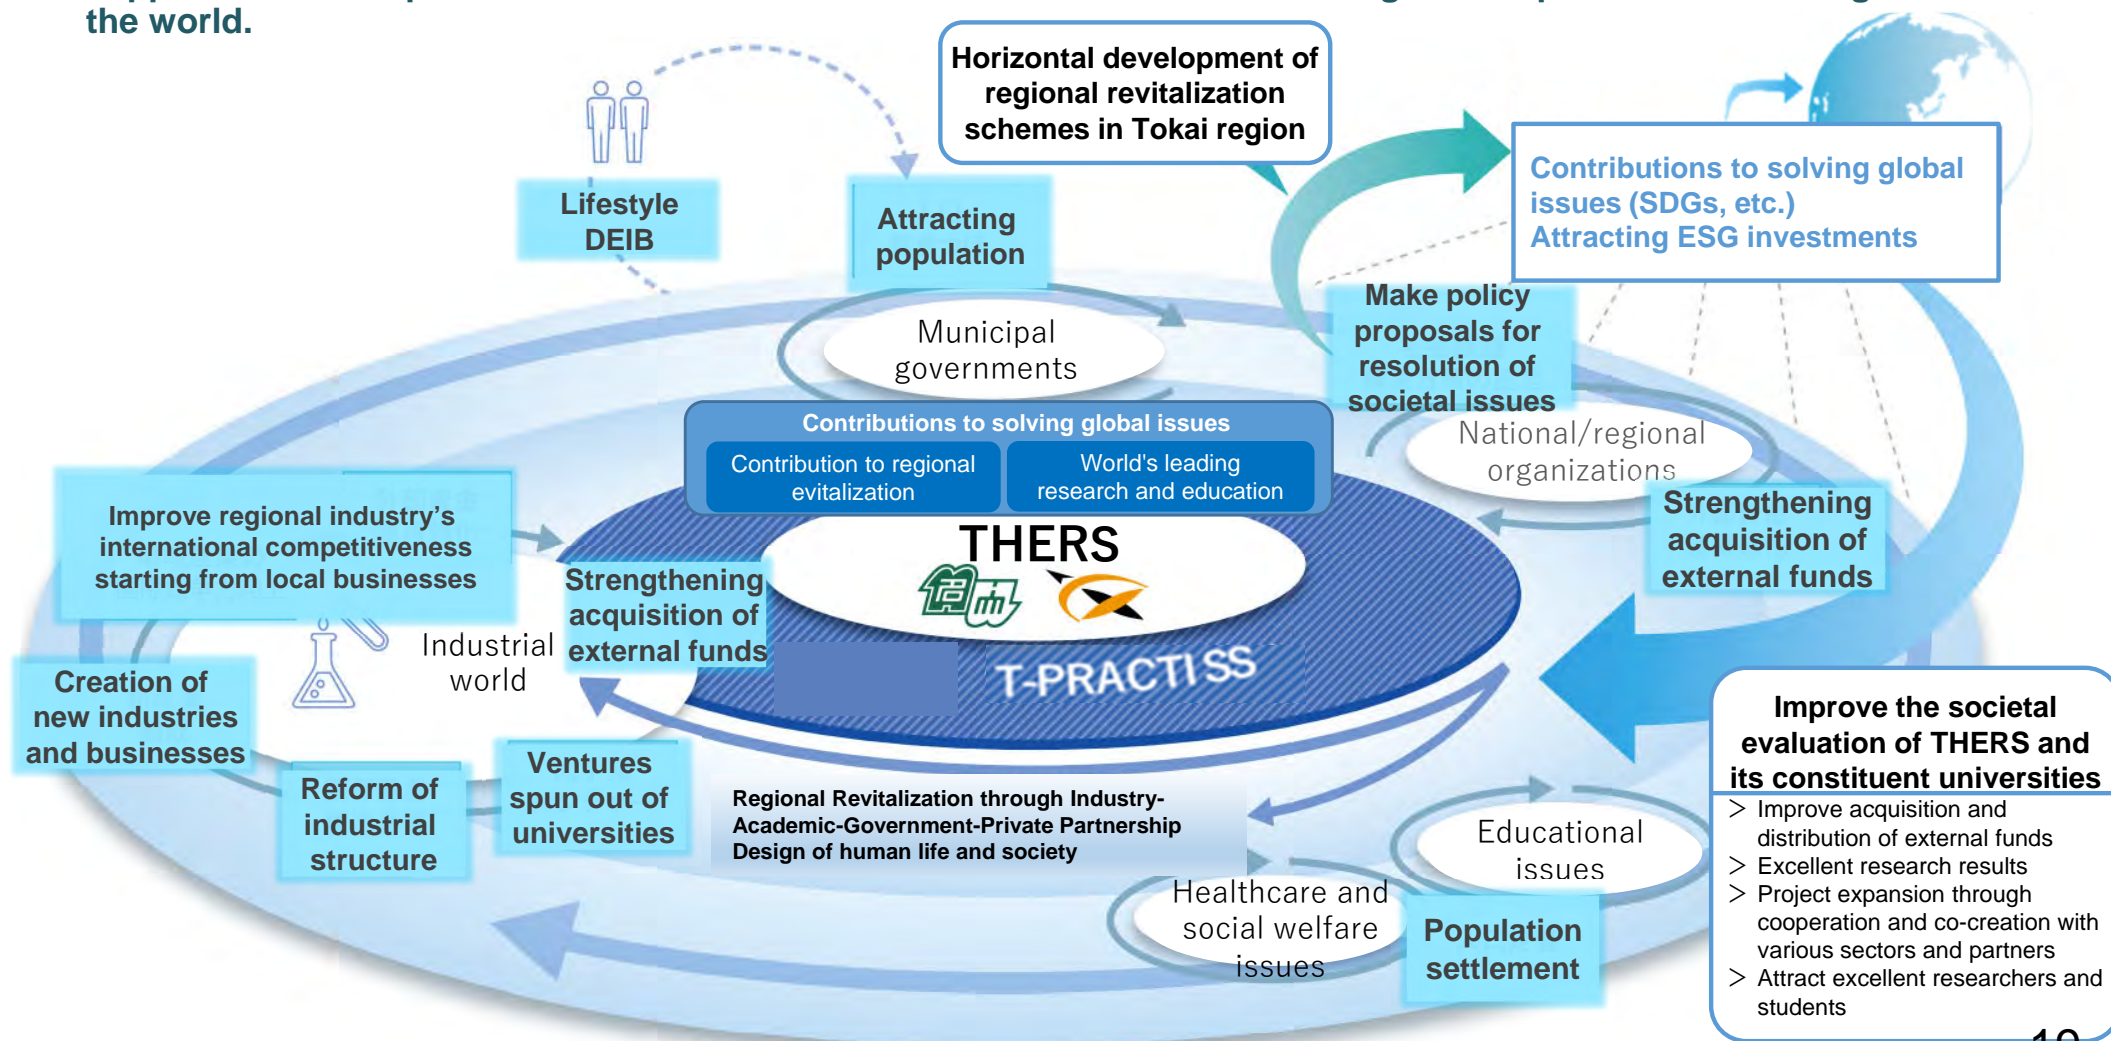 the world.
Horizontal development of
regional revitalization
schemes in Tokai region
Contributions to solving global
issues (SDGs, etc.)
Attracting ESG investments
Lifestyle
DEIB
Attracting
population
Municipal
governments
Make policy
proposals for
resolution of
societal issues
National/regional
organizations
Strengthening
acquisition of
external funds
Contributions to solving global issues
Contribution to regional
evitalization
World's leading
research and education
THERS
T-PRACTISS
Improve regional industry’s
international competitiveness
starting from local businesses
Strengthening
acquisition of
external funds
Industrial
world
Creation of
new industries
and businesses
Reform of
industrial
structure
Ventures
spun out of
universities
Regional Revitalization through Industry-
Academic-Government-Private Partnership
Design of human life and society
Educational
issues
Healthcare and
social welfare
issues
Population
settlement
Improve the societal
evaluation of THERS and
its constituent universities
> Improve acquisition and
distribution of external funds
> Excellent research results
> Project expansion through
cooperation and co-creation with
various sectors and partners
> Attract excellent researchers and
students